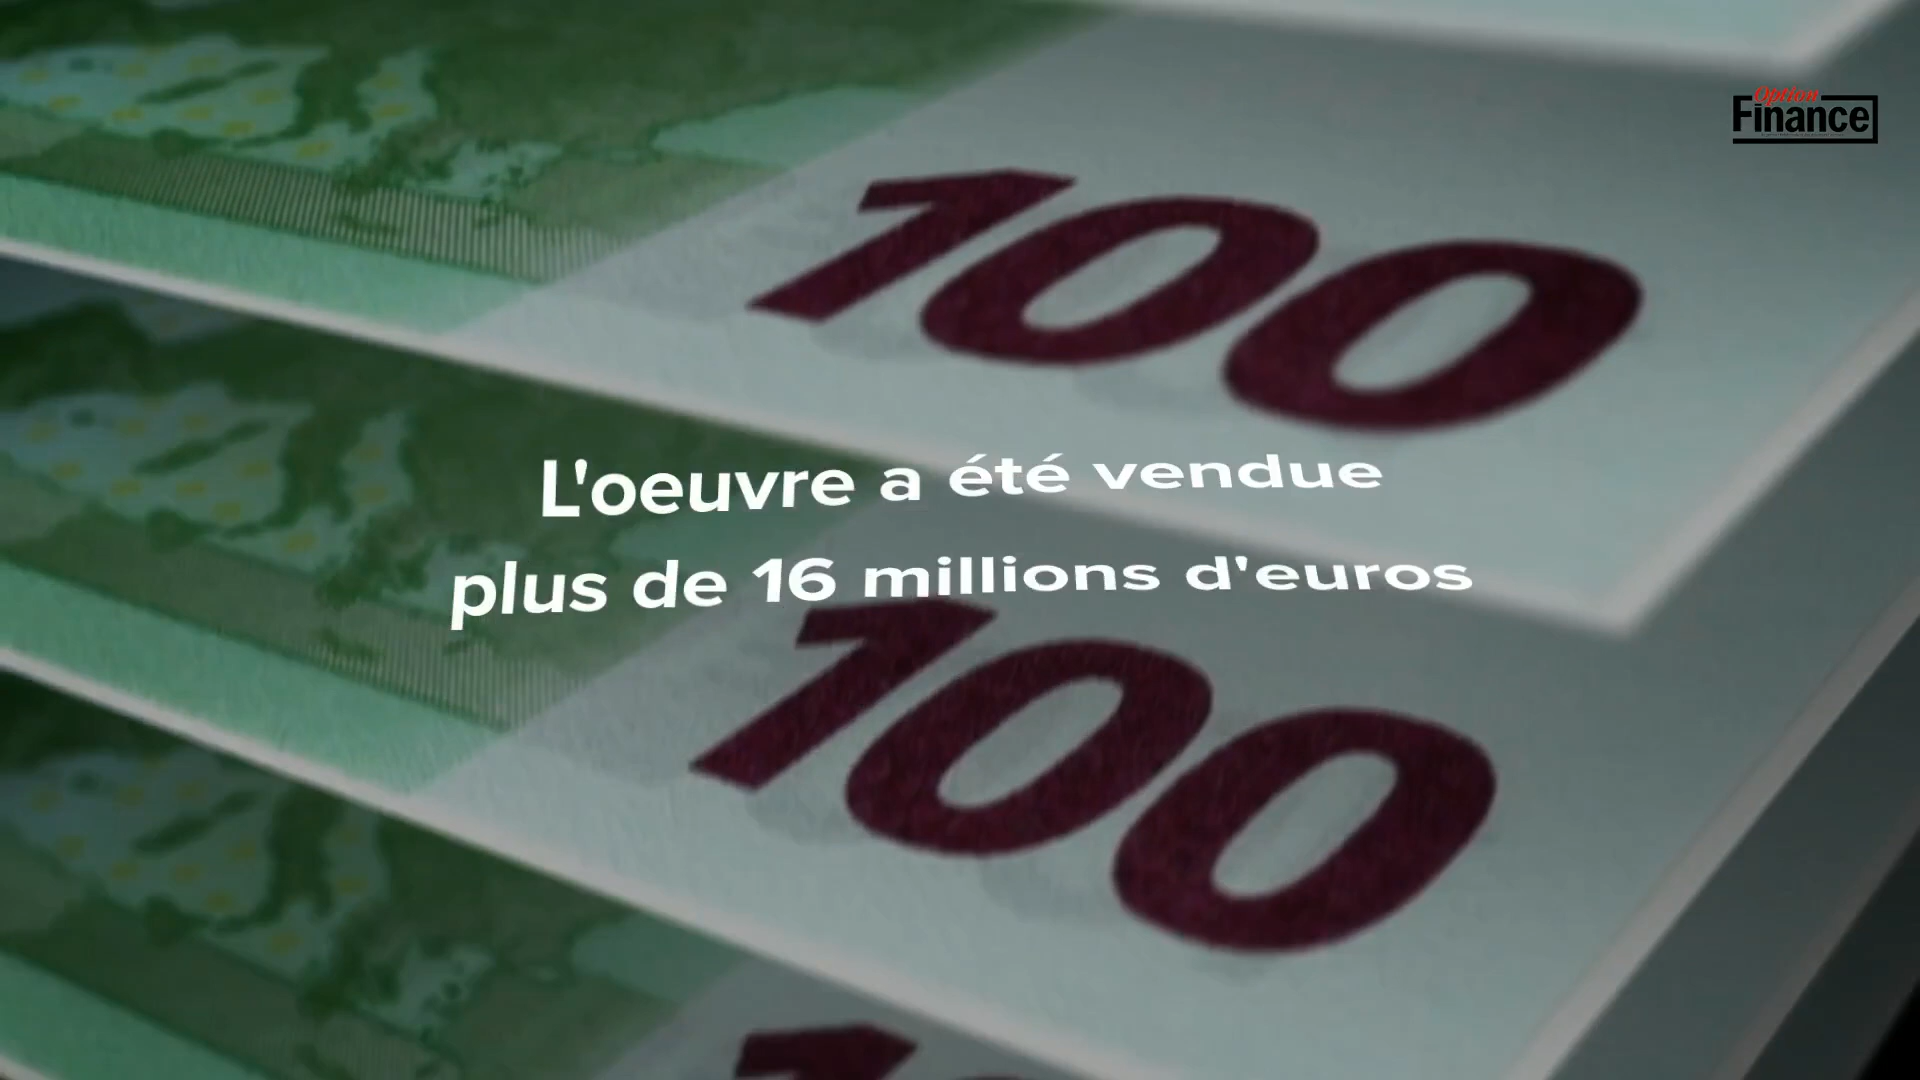 Option
Finance
100
L'oeuvre a été vendue
plus de 16 millions d'euros
100